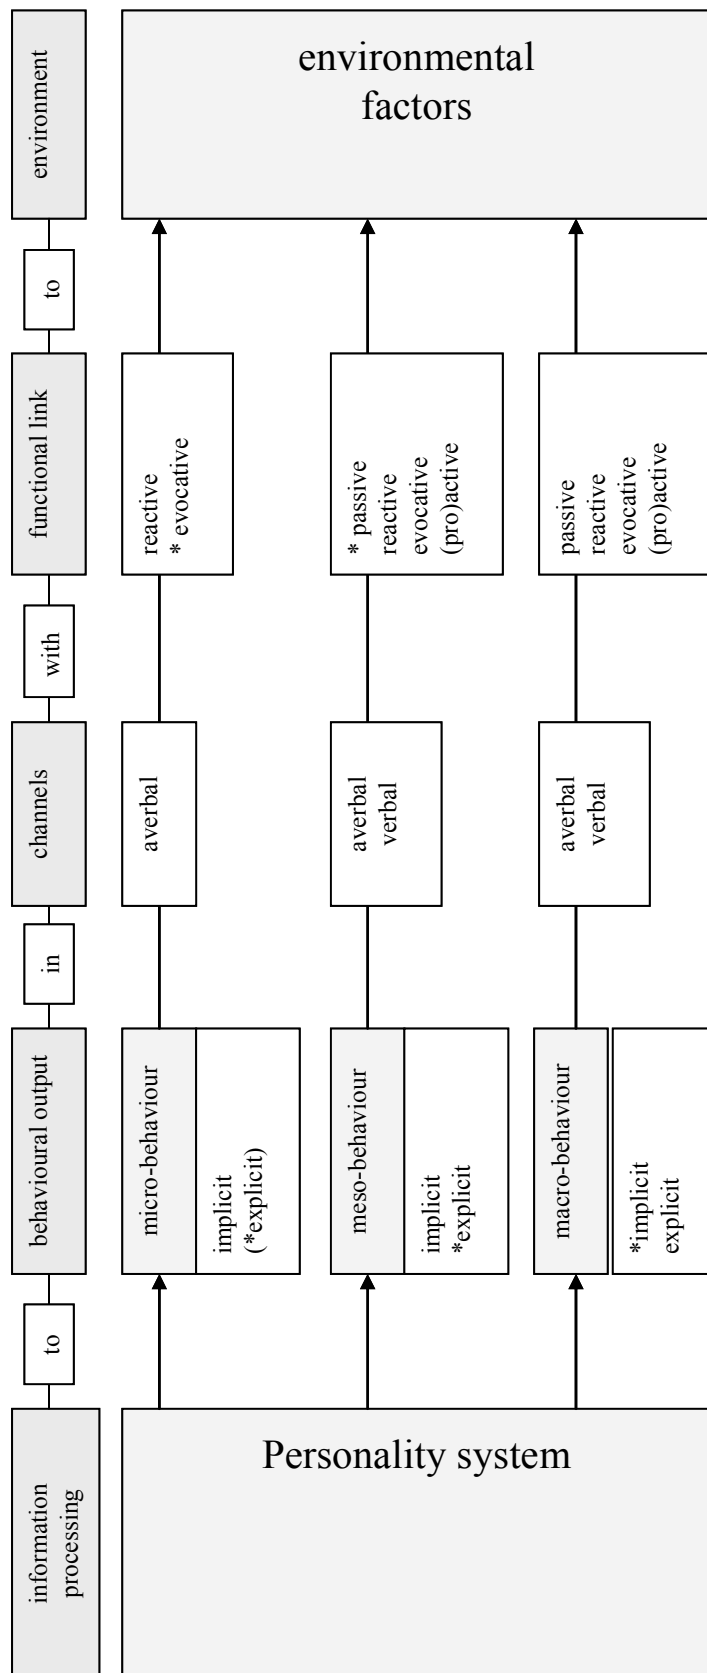 information
processing
to
behavioural output
in
channels
with
functional link
to
environment
Personality system
micro-behaviour
implicit
(*explicit)
averbal
reactive
* evocative
meso-behaviour
implicit
*explicit
averbal
verbal
* passive
reactive
evocative
(pro)active
macro-behaviour
*implicit
explicit
averbal
verbal
passive
reactive
evocative
(pro)active
environmental
factors